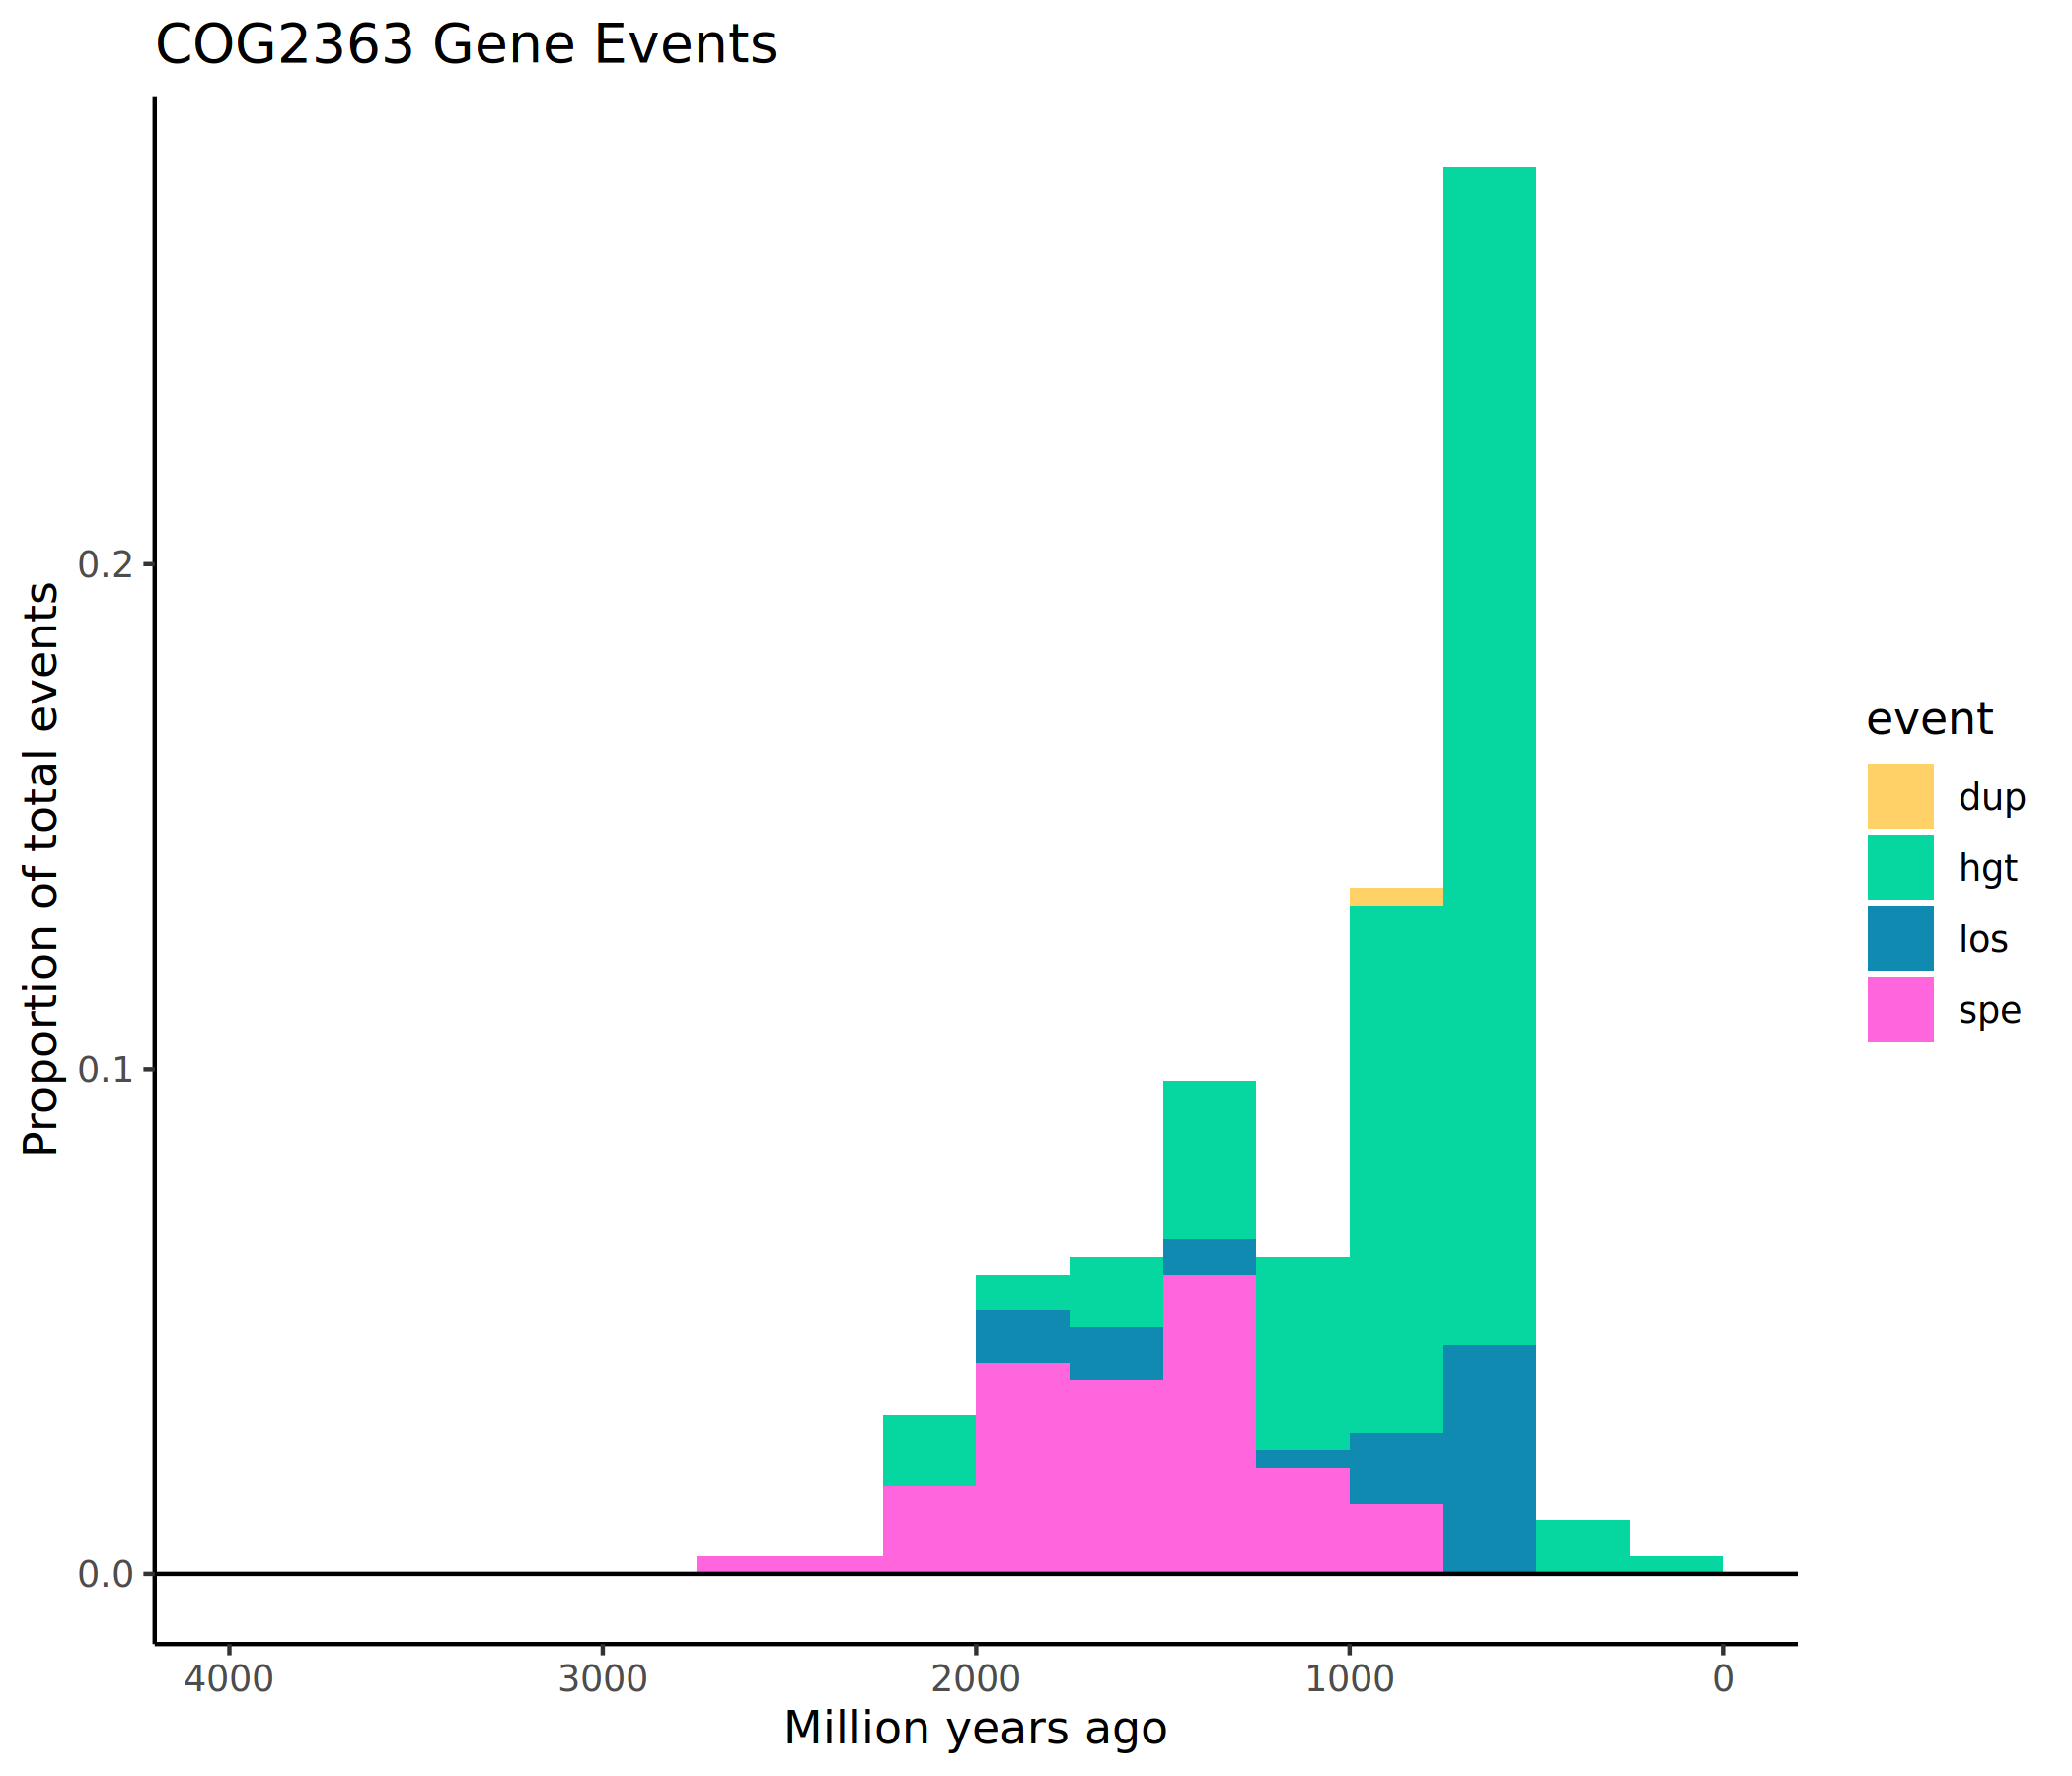 COG2363 Gene Events
Proportion of total events
0.2
0.1
0.0
4000 3000 2000 1000 0
Million years ago
event
dup
hgt
los
spe